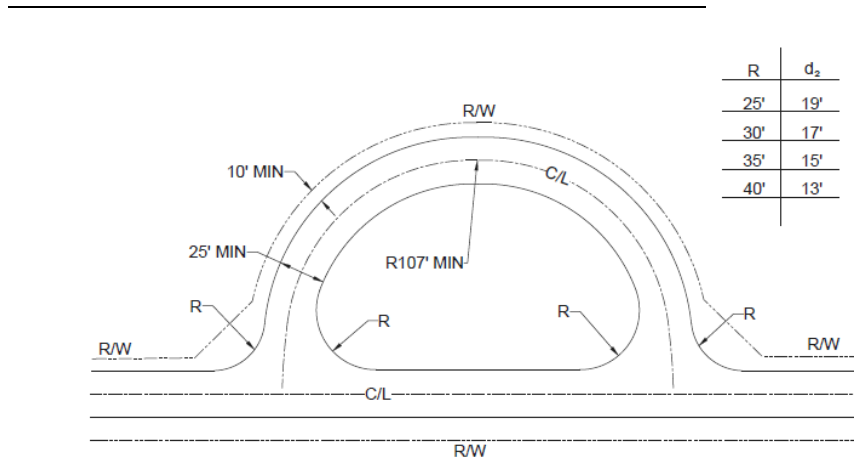 R d₂
25' 19'
30' 17'
35' 15'
40' 13'
R/W
10' MIN
C/L
25' MIN
R107' MIN
R
R
R
R
R/W
R/W
C/L
R/W